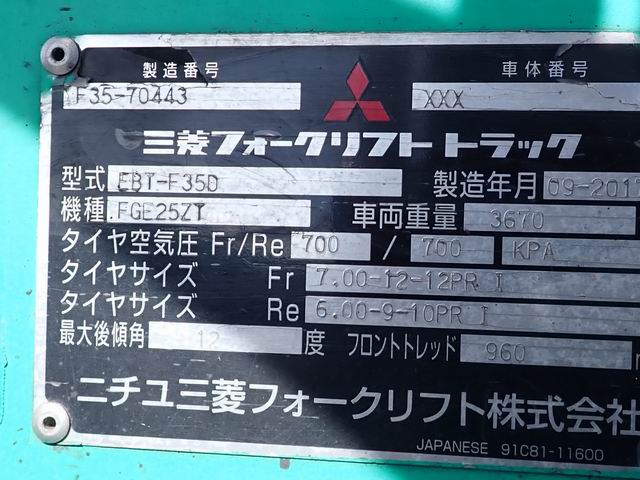 製造番号 車体番号
F35-70443 XXX
三菱フォークリフトトラック
型式 EBT-F35D 製造年月 09-2017
機種 FGE25ZT 車両重量 3670
タイヤ空気圧 Fr/Re 700 / 700 KPA
タイヤサイズ Fr 7.00-12-12PR I
タイヤサイズ Re 6.00-9-10PR I
最大後傾角 12 度 フロントトレッド 960
ニチユ三菱フォークリフト株式会社
JAPANESE 91C81-11600